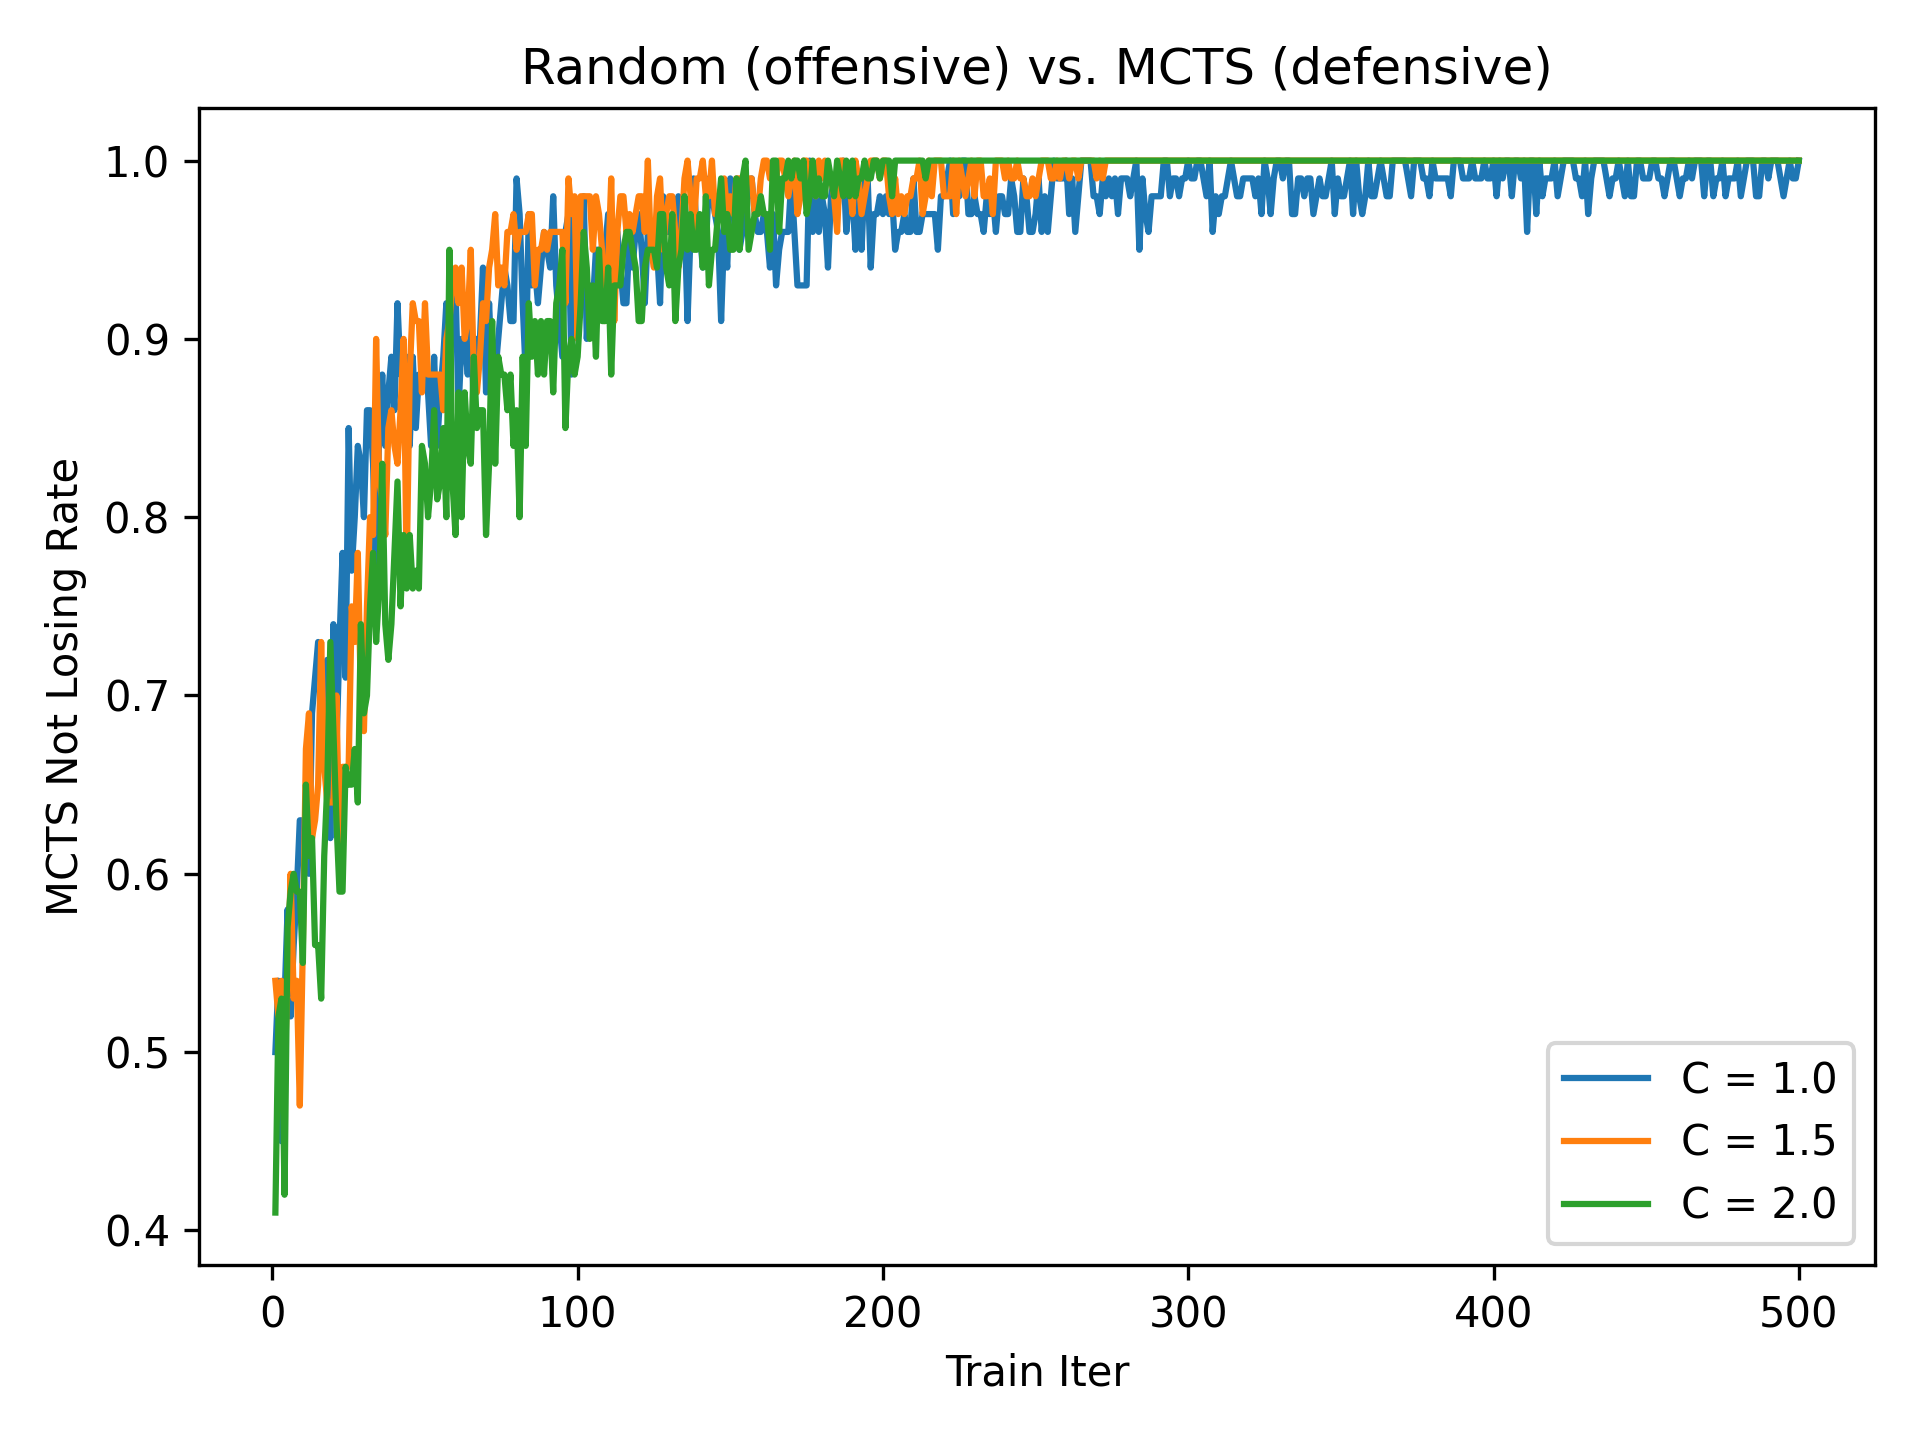 Random (offensive) vs. MCTS (defensive)
MCTS Not Losing Rate
1.0
0.9
0.8
0.7
0.6
0.5
0.4
C = 1.0
C = 1.5
C = 2.0
0 100 200 300 400 500
Train Iter